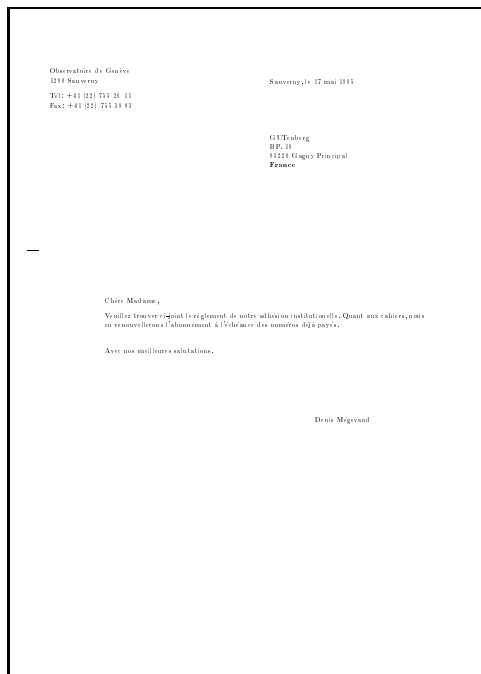 Observatoire de Genève
1290 Sauverny
Tél: +41 (22) 755 26 11
Fax: +41 (22) 755 39 83
Sauverny, le 17 mai 1995
GUTenberg
BP. 10
93220 Gagny Principal
France
Chère Madame,
Veuillez trouver ci-joint le règlement de notre adhésion institutionelle. Quant aux cahiers, nous
en renouvellerons l'abonnement à l'échéance des numéros déjà payés.
Avec nos meilleures salutations.
Denis Mégevand